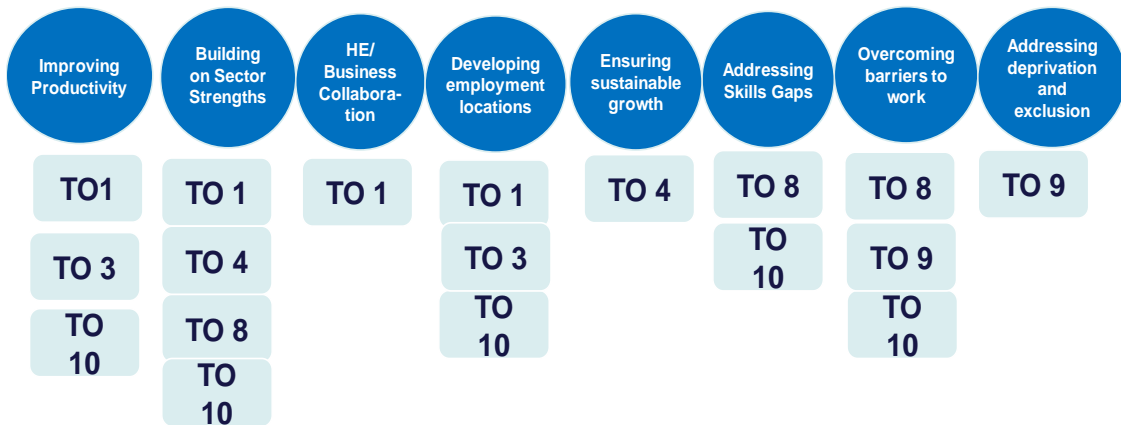 Improving
Productivity
Building
on Sector
Strengths
HE/
Business
Collabora-
tion
Developing
employment
locations
Ensuring
sustainable
growth
Addressing
Skills Gaps
Overcoming
barriers to
work
Addressing
deprivation
and
exclusion
TO1
TO 3
TO
10
TO 1
TO 4
TO 8
TO
10
TO 1
TO 1
TO 3
TO
10
TO 4
TO 8
TO
10
TO 8
TO 9
TO
10
TO 9